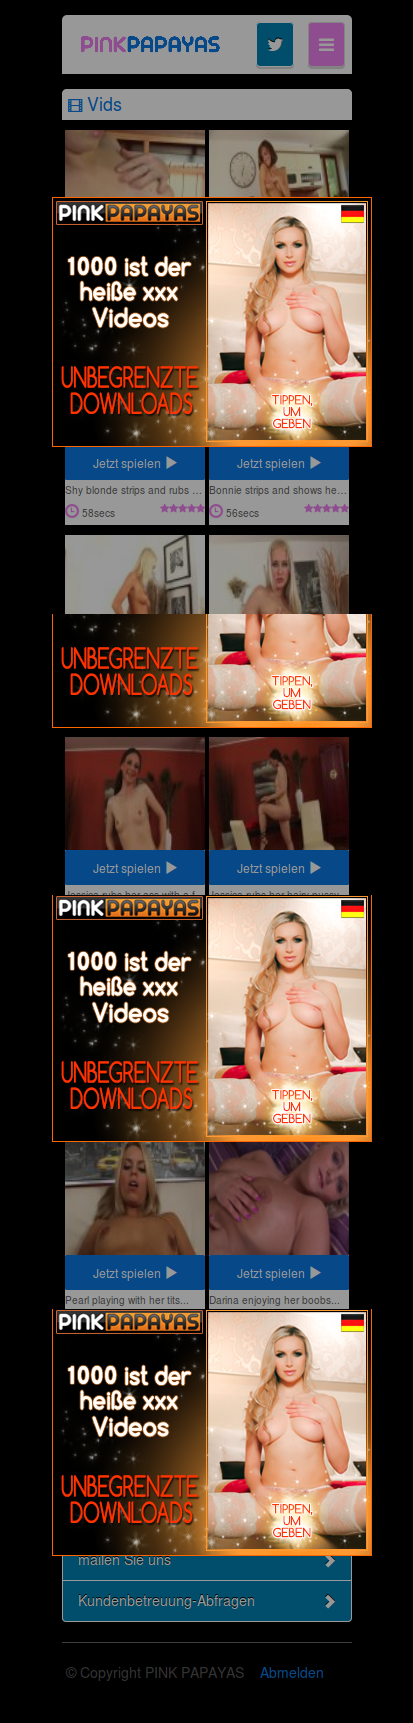 PINKPAPAYAS
Vids
PINK PAPAYAS
1000 ist der
heiße xxx
Videos
UNBEGRENZTE
DOWNLOADS
TIPPEN,
UM
GEBEN
Jetzt spielen
Jetzt spielen
Shy blonde strips and rubs ...
Bonnie strips and shows he...
58secs
56secs
UNBEGRENZTE
DOWNLOADS
TIPPEN,
UM
GEBEN
Jetzt spielen
Jetzt spielen
PINK PAPAYAS
1000 ist der
heiße xxx
Videos
UNBEGRENZTE
DOWNLOADS
TIPPEN,
UM
GEBEN
Jetzt spielen
Jetzt spielen
Pearl playing with her tits...
Darina enjoying her boobs...
PINK PAPAYAS
1000 ist der
heiße xxx
Videos
UNBEGRENZTE
DOWNLOADS
TIPPEN,
UM
GEBEN
mailen Sie uns
Kundenbetreuung-Abfragen
© Copyright PINK PAPAYAS Abmelden